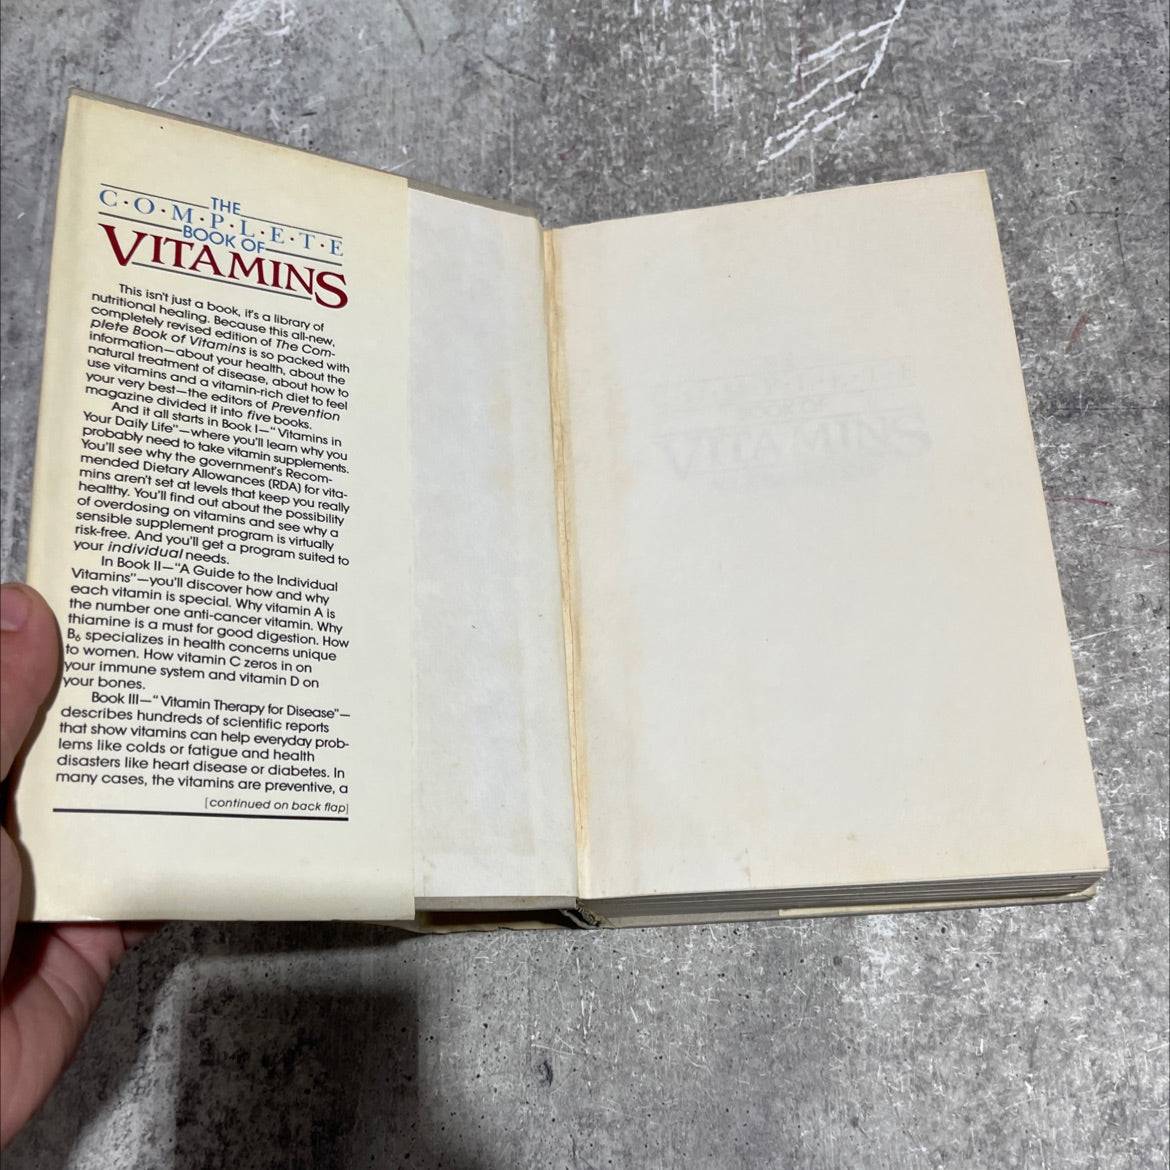 THE
C·O·M·P·L·E·T·E
BOOK OF
VITAMINS
This isn't just a book, it's a library of
nutritional healing. Because this all-new,
completely revised edition of The Com-
plete Book of Vitamins is so packed with
information—about your health, about the
natural treatment of disease, about how to
use vitamins and a vitamin-rich diet to feel
your very best—the editors of Prevention
magazine divided it into five books.
And it all starts in Book I—"Vitamins in
Your Daily Life"—where you'll learn why you
probably need to take vitamin supplements.
You'll see why the government's Recom-
mended Dietary Allowances (RDA) for vita-
mins aren't set at levels that keep you really
healthy. You'll find out about the possibility
of overdosing on vitamins and see why a
sensible supplement program is virtually
risk-free. And you'll get a program suited to
your individual needs.
In Book II—"A Guide to the Individual
Vitamins"—you'll discover how and why
each vitamin is special. Why vitamin A is
the number one anti-cancer vitamin. Why
thiamine is a must for good digestion. How
B₆ specializes in health concerns unique
to women. How vitamin C zeros in on
your immune system and vitamin D on
your bones.
Book III—"Vitamin Therapy for Disease"—
describes hundreds of scientific reports
that show vitamins can help everyday prob-
lems like colds or fatigue and health
disasters like heart disease or diabetes. In
many cases, the vitamins are preventive, a
[continued on back flap]
VITAMINS